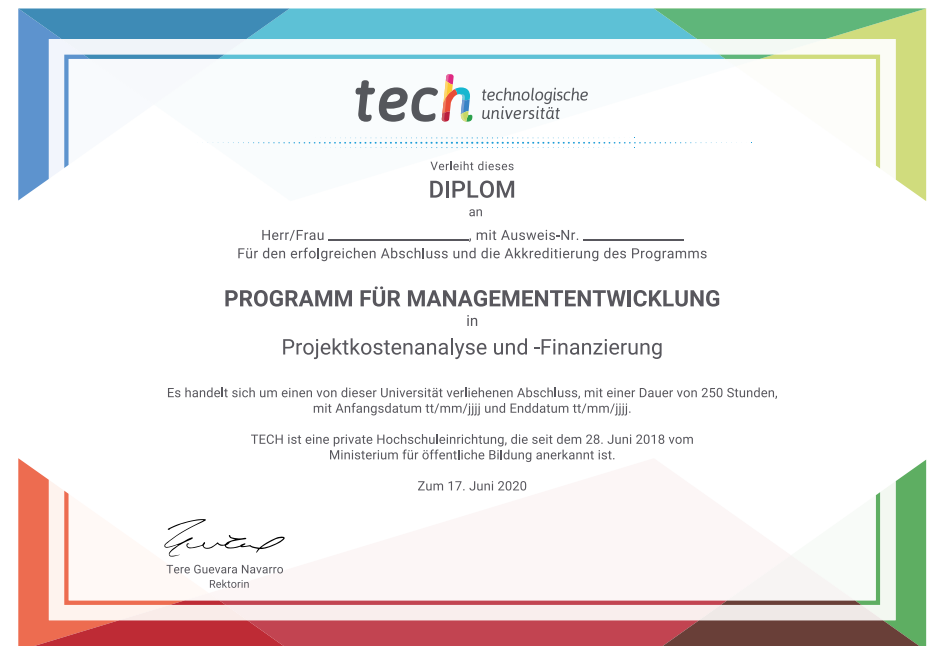 tech technologische
universität
Verleiht dieses
DIPLOM
an
Herr/Frau ____________________, mit Ausweis-Nr. ______________
Für den erfolgreichen Abschluss und die Akkreditierung des Programms
PROGRAMM FÜR MANAGEMENTENTWICKLUNG
in
Projektkostenanalyse und -Finanzierung
Es handelt sich um einen von dieser Universität verliehenen Abschluss, mit einer Dauer von 250 Stunden,
mit Anfangsdatum tt/mm/jjjj und Enddatum tt/mm/jjjj.
TECH ist eine private Hochschuleinrichtung, die seit dem 28. Juni 2018 vom
Ministerium für öffentliche Bildung anerkannt ist.
Zum 17. Juni 2020
Tere Guevara Navarro
Rektorin